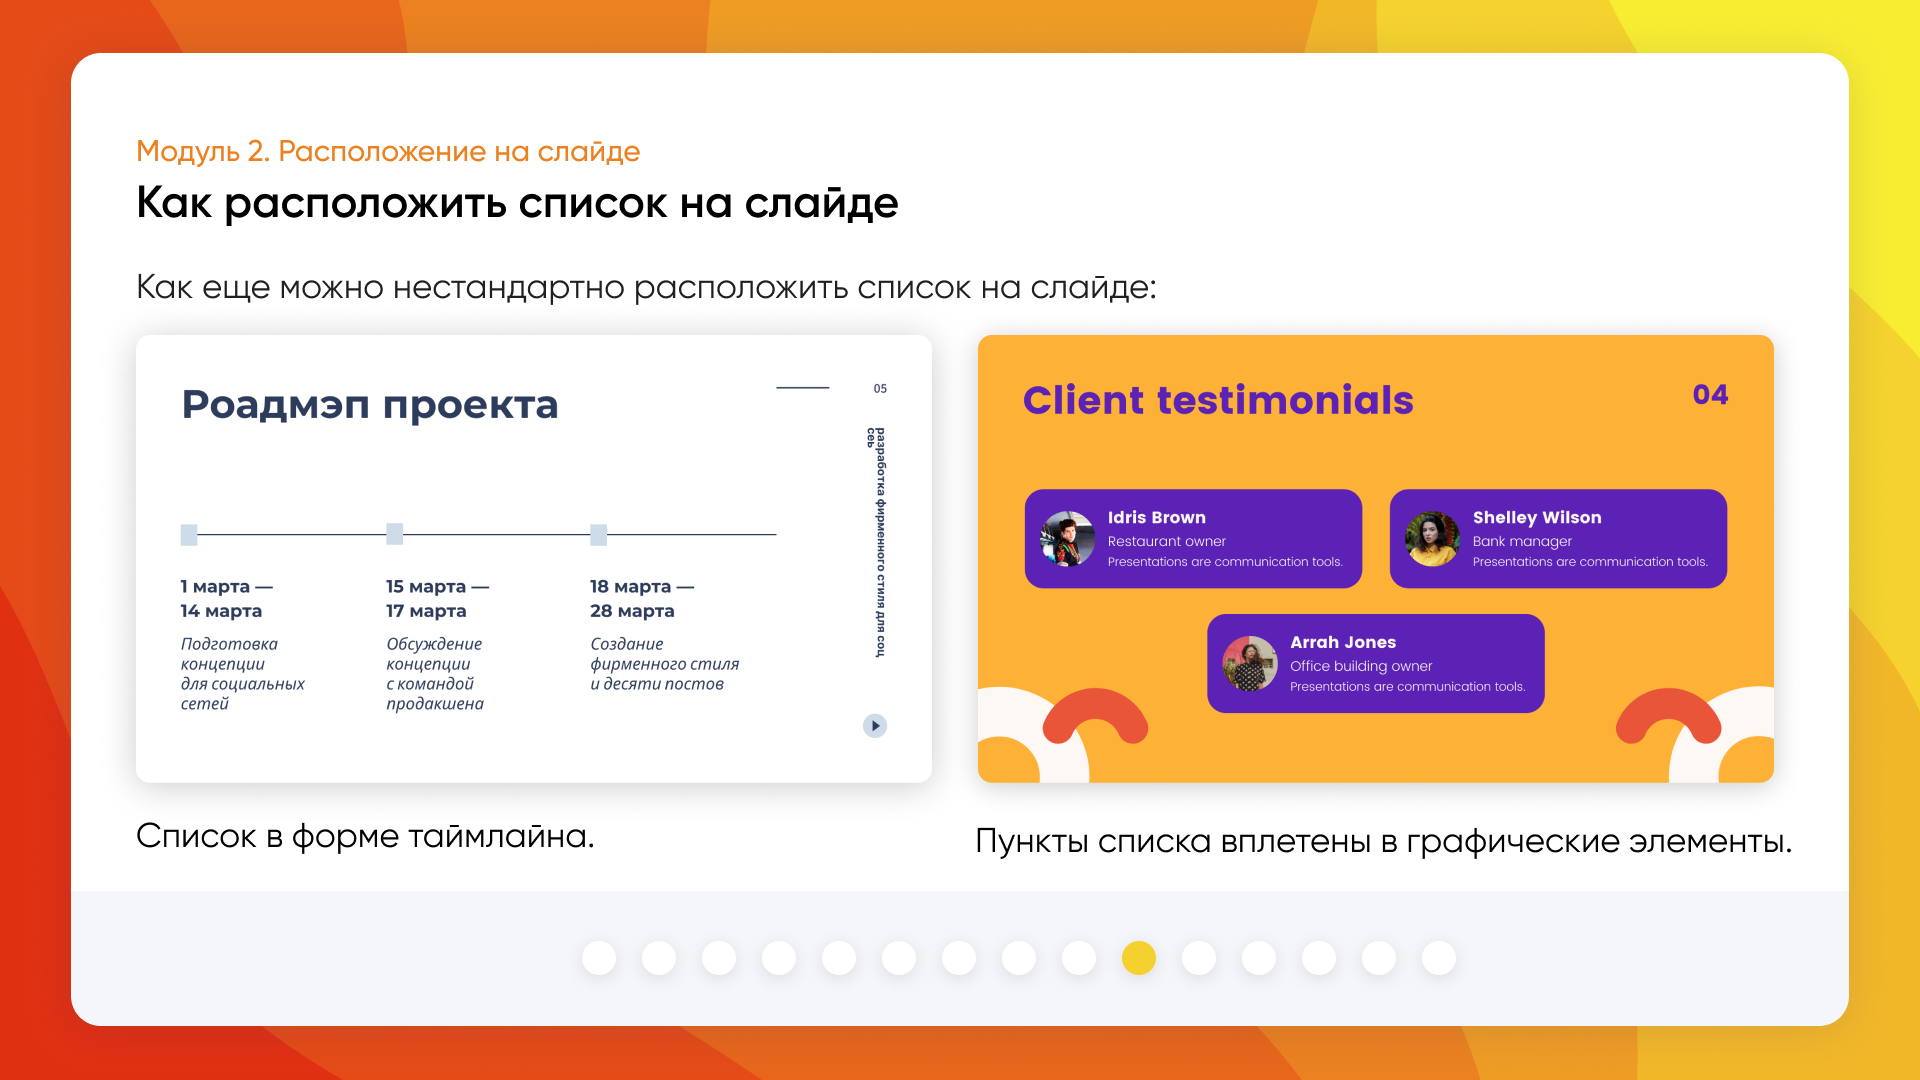 Модуль 2. Расположение на слайде
Как расположить список на слайде
Как еще можно нестандартно расположить список на слайде:
Роадмэп проекта
05
разработка фирменного стиля для соц
сеь
1 марта —
14 марта
Подготовка
концепции
для социальных
сетей
15 марта —
17 марта
Обсуждение
концепции
с командой
продакшена
18 марта —
28 марта
Создание
фирменного стиля
и десяти постов
Список в форме таймлайна.
Client testimonials
04
Idris Brown
Restaurant owner
Presentations are communication tools.
Shelley Wilson
Bank manager
Presentations are communication tools.
Arrah Jones
Office building owner
Presentations are communication tools.
Пункты списка вплетены в графические элементы.